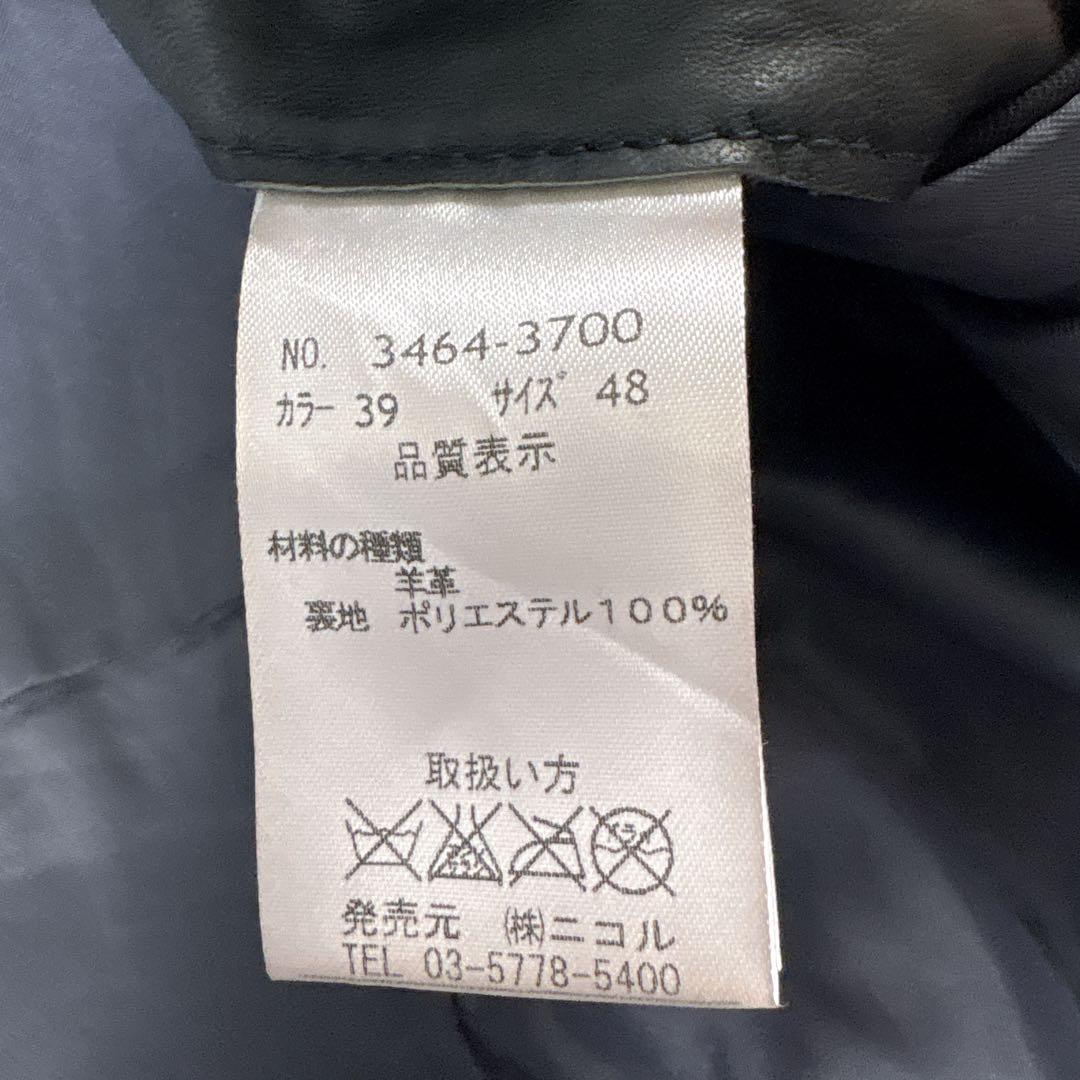 NO. 3464-3700
カラー 39 サイズ 48
品質表示
材料の種類
羊革
裏地 ポリエステル100%
取扱い方
発売元 (株)ニコル
TEL 03-5778-5400